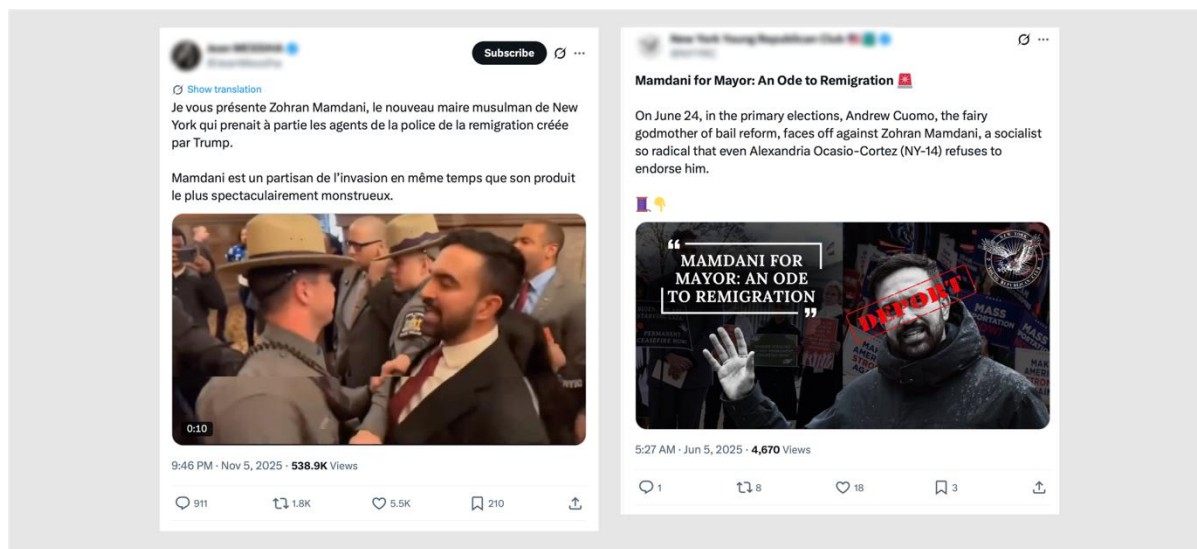 Subscribe
Show translation
Je vous présente Zohran Mamdani, le nouveau maire musulman de New
York qui prenait à partie les agents de la police de la remigration créée
par Trump.
Mamdani est un partisan de l'invasion en même temps que son produit
le plus spectaculairement monstrueux.
0:10
9:46 PM · Nov 5, 2025 · 538.9K Views
911
1.8K
5.5K
210
Mamdani for Mayor: An Ode to Remigration 🚨
On June 24, in the primary elections, Andrew Cuomo, the fairy
godmother of bail reform, faces off against Zohran Mamdani, a socialist
so radical that even Alexandria Ocasio-Cortez (NY-14) refuses to
endorse him.
🧵👇
“
MAMDANI FOR
MAYOR: AN ODE
TO REMIGRATION
”
DEPORT
MASS
PERMANENT
CEASEFIRE NOW
5:27 AM · Jun 5, 2025 · 4,670 Views
1
8
18
3